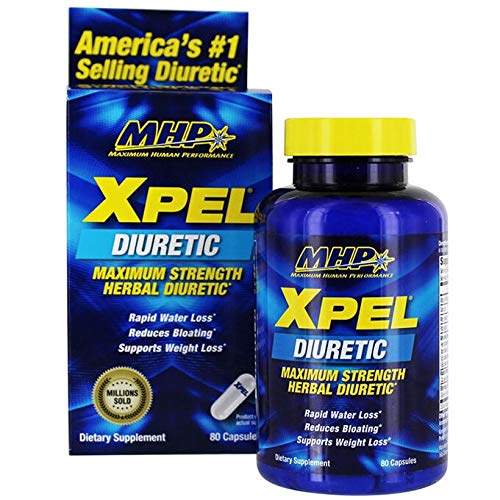 America's #1
Selling Diuretic*
MHP
MAXIMUM HUMAN PERFORMANCE
XPEL®
DIURETIC
MAXIMUM STRENGTH
HERBAL DIURETIC*
Rapid Water Loss*
Reduces Bloating*
Supports Weight Loss*
MILLIONS
SOLD
XPEL
Product
actual
Dietary Supplement
80 Capsules
MHP
MAXIMUM HUMAN PERFORMANCE
XPEL®
DIURETIC
MAXIMUM STRENGTH
HERBAL DIURETIC*
Rapid Water Loss*
Reduces Bloating*
Supports Weight Loss*
Dietary Supplement
80 Capsules